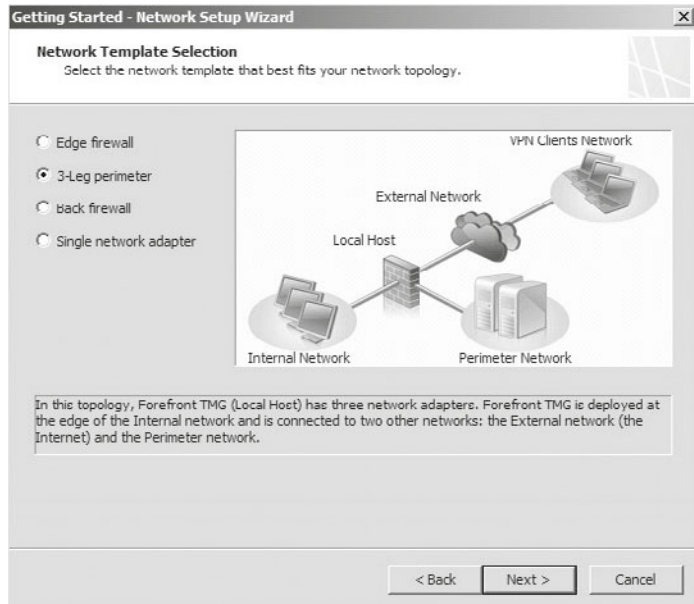 Getting Started - Network Setup Wizard
Network Template Selection
Select the network template that best fits your network topology.
Edge firewall
3-Leg perimeter
Back firewall
Single network adapter
VPN Clients Network
External Network
Local Host
Internal Network
Perimeter Network
In this topology, Forefront TMG (Local Host) has three network adapters. Forefront TMG is deployed at
the edge of the Internal network and is connected to two other networks: the External network (the
Internet) and the Perimeter network.
< Back
Next >
Cancel